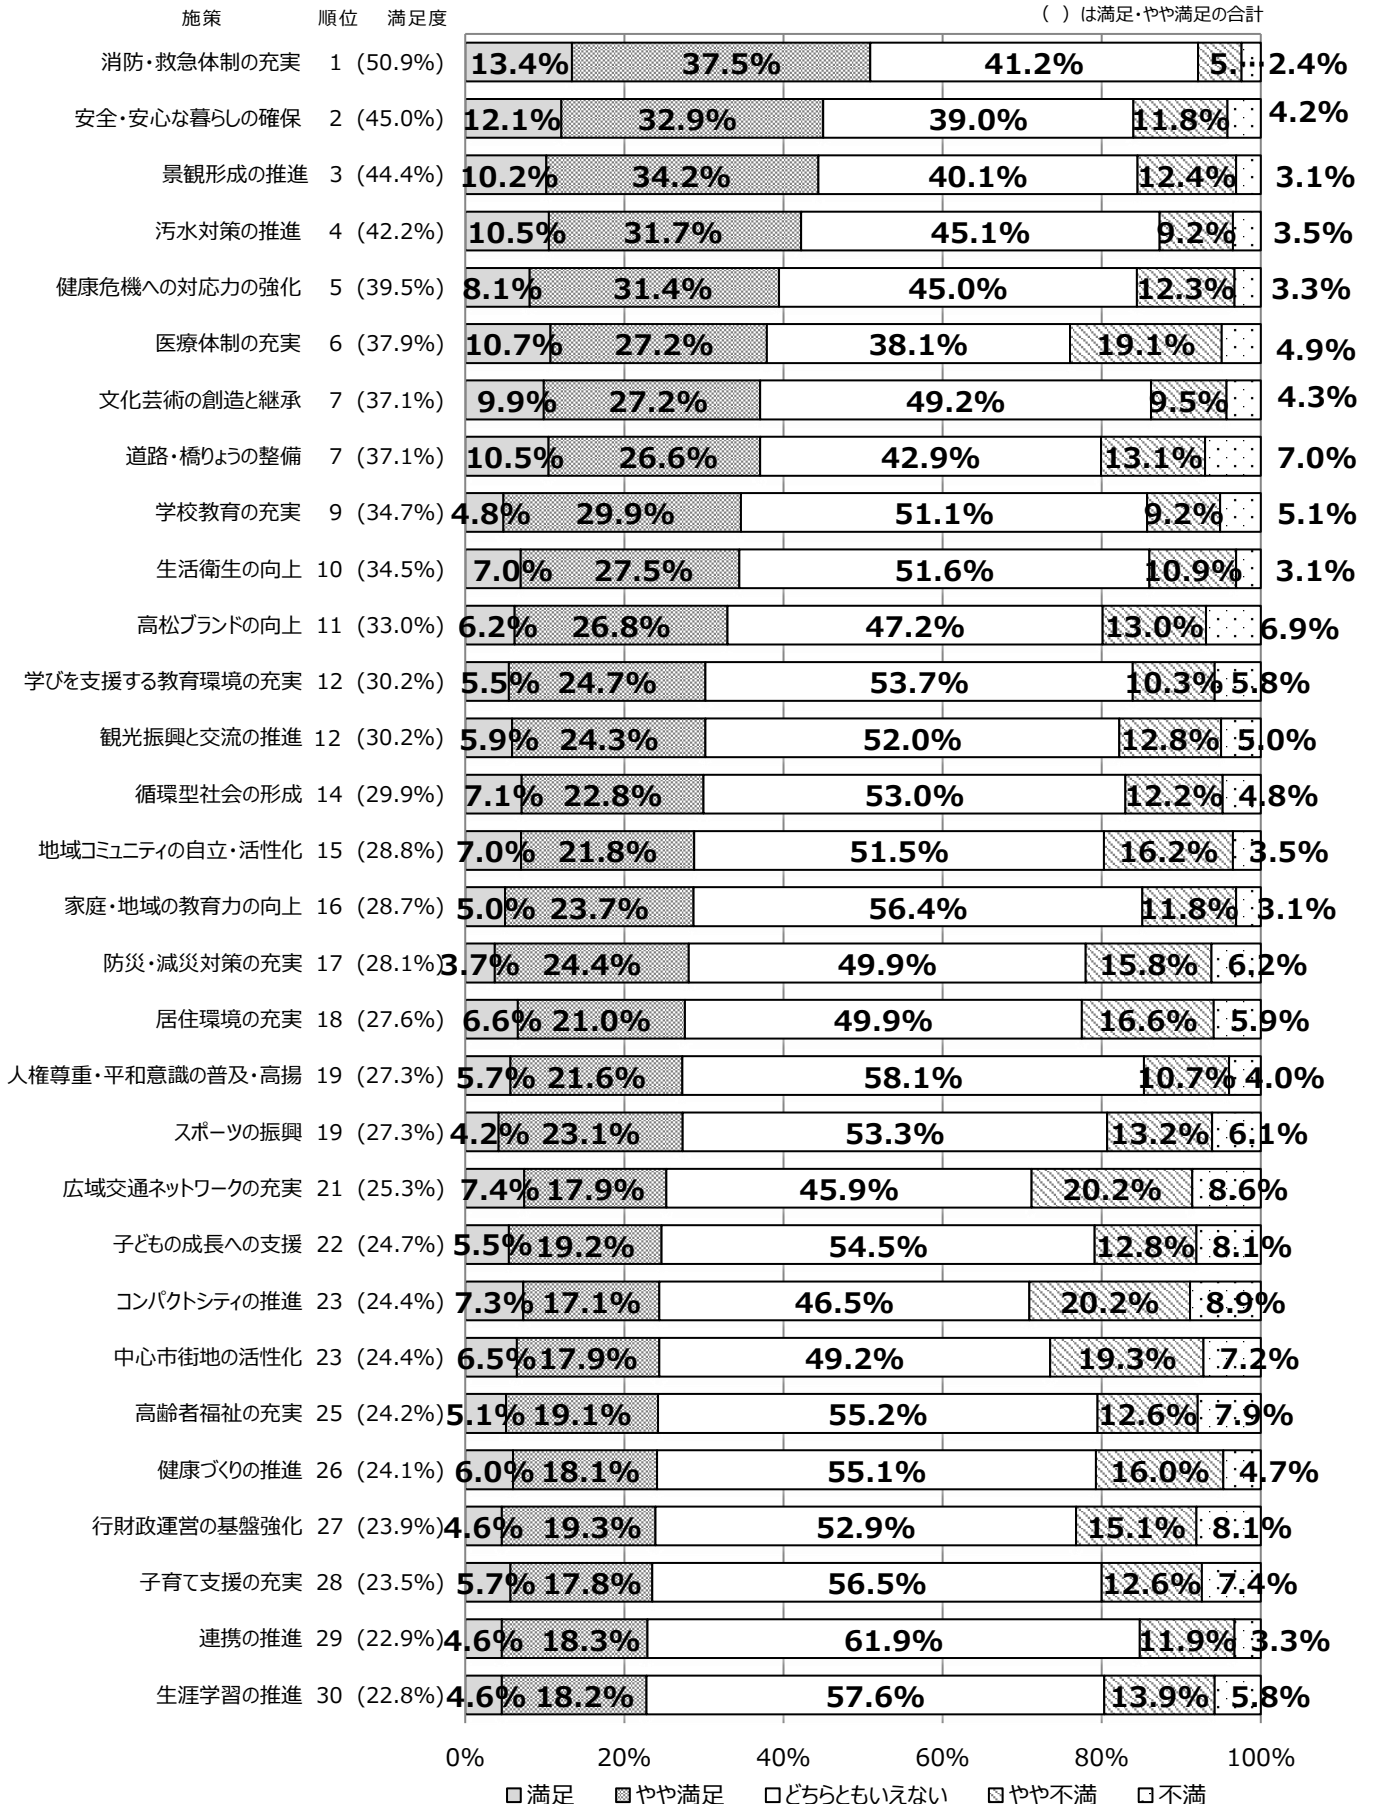 施策 順位 満足度 ( )は満足・やや満足の合計
消防・救急体制の充実 1 (50.9%) 13.4% 37.5% 41.2% 5.… 2.4%
安全・安心な暮らしの確保 2 (45.0%) 12.1% 32.9% 39.0% 11.8% 4.2%
景観形成の推進 3 (44.4%) 10.2% 34.2% 40.1% 12.4% 3.1%
汚水対策の推進 4 (42.2%) 10.5% 31.7% 45.1% 9.2% 3.5%
健康危機への対応力の強化 5 (39.5%) 8.1% 31.4% 45.0% 12.3% 3.3%
医療体制の充実 6 (37.9%) 10.7% 27.2% 38.1% 19.1% 4.9%
文化芸術の創造と継承 7 (37.1%) 9.9% 27.2% 49.2% 9.5% 4.3%
道路・橋りょうの整備 7 (37.1%) 10.5% 26.6% 42.9% 13.1% 7.0%
学校教育の充実 9 (34.7%) 4.8% 29.9% 51.1% 9.2% 5.1%
生活衛生の向上 10 (34.5%) 7.0% 27.5% 51.6% 10.9% 3.1%
高松ブランドの向上 11 (33.0%) 6.2% 26.8% 47.2% 13.0% 6.9%
学びを支援する教育環境の充実 12 (30.2%) 5.5% 24.7% 53.7% 10.3% 5.8%
観光振興と交流の推進 12 (30.2%) 5.9% 24.3% 52.0% 12.8% 5.0%
循環型社会の形成 14 (29.9%) 7.1% 22.8% 53.0% 12.2% 4.8%
地域コミュニティの自立・活性化 15 (28.8%) 7.0% 21.8% 51.5% 16.2% 3.5%
家庭・地域の教育力の向上 16 (28.7%) 5.0% 23.7% 56.4% 11.8% 3.1%
防災・減災対策の充実 17 (28.1%) 3.7% 24.4% 49.9% 15.8% 6.2%
居住環境の充実 18 (27.6%) 6.6% 21.0% 49.9% 16.6% 5.9%
人権尊重・平和意識の普及・高揚 19 (27.3%) 5.7% 21.6% 58.1% 10.7% 4.0%
スポーツの振興 19 (27.3%) 4.2% 23.1% 53.3% 13.2% 6.1%
広域交通ネットワークの充実 21 (25.3%) 7.4% 17.9% 45.9% 20.2% 8.6%
子どもの成長への支援 22 (24.7%) 5.5% 19.2% 54.5% 12.8% 8.1%
コンパクトシティの推進 23 (24.4%) 7.3% 17.1% 46.5% 20.2% 8.9%
中心市街地の活性化 23 (24.4%) 6.5% 17.9% 49.2% 19.3% 7.2%
高齢者福祉の充実 25 (24.2%) 5.1% 19.1% 55.2% 12.6% 7.9%
健康づくりの推進 26 (24.1%) 6.0% 18.1% 55.1% 16.0% 4.7%
行財政運営の基盤強化 27 (23.9%) 4.6% 19.3% 52.9% 15.1% 8.1%
子育て支援の充実 28 (23.5%) 5.7% 17.8% 56.5% 12.6% 7.4%
連携の推進 29 (22.9%) 4.6% 18.3% 61.9% 11.9% 3.3%
生涯学習の推進 30 (22.8%) 4.6% 18.2% 57.6% 13.9% 5.8%
0% 20% 40% 60% 80% 100%
満足 やや満足 どちらともいえない やや不満 不満